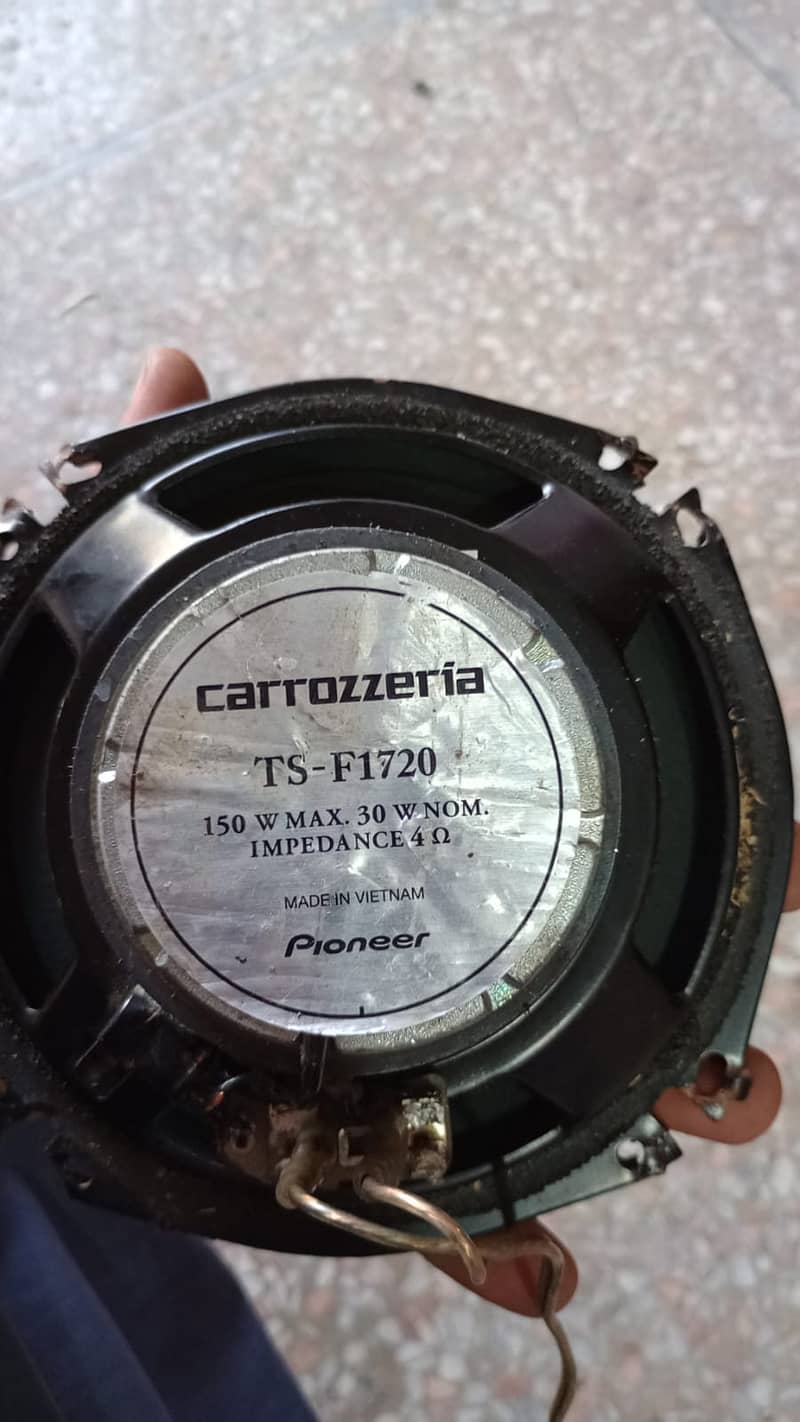 carrozzeria
TS-F1720
150 W MAX. 30 W NOM.
IMPEDANCE 4 Ω
MADE IN VIETNAM
Pioneer